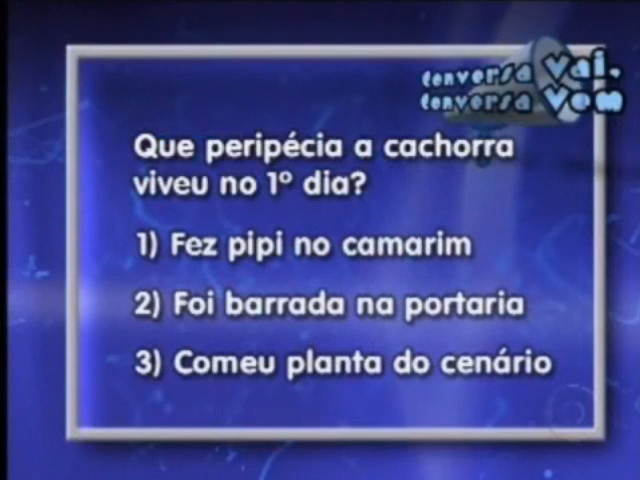 Conversa Vai,
Conversa Vem
Que peripécia a cachorra
viveu no 1º dia?
1) Fez pipi no camarim
2) Foi barrada na portaria
3) Comeu planta do cenário